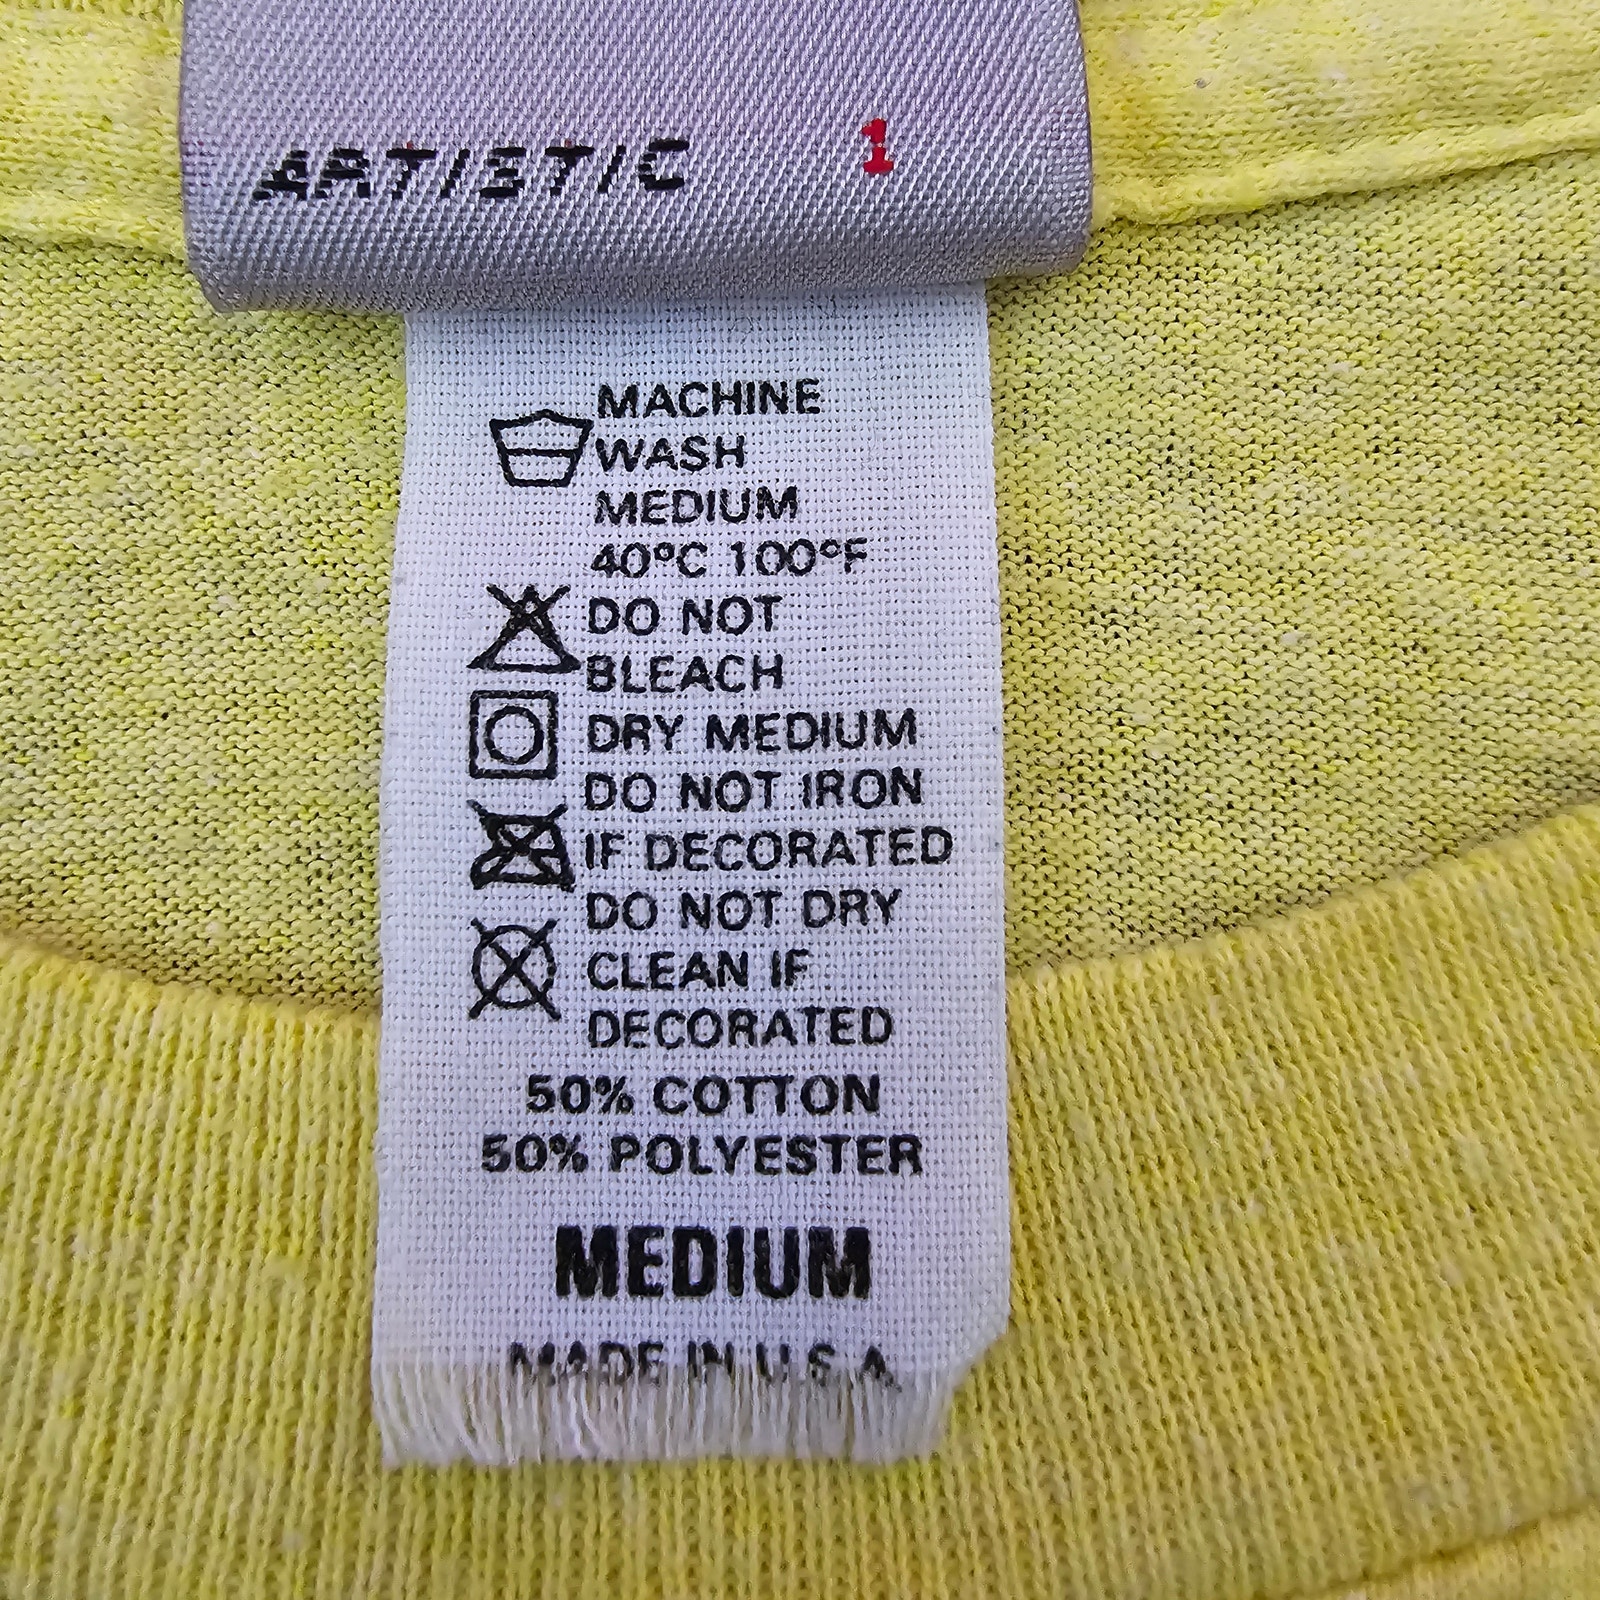 ARTISTIC 1
MACHINE
WASH
MEDIUM
40°C 100°F
DO NOT
BLEACH
DRY MEDIUM
DO NOT IRON
IF DECORATED
DO NOT DRY
CLEAN IF
DECORATED
50% COTTON
50% POLYESTER
MEDIUM
MADE IN U.S.A.